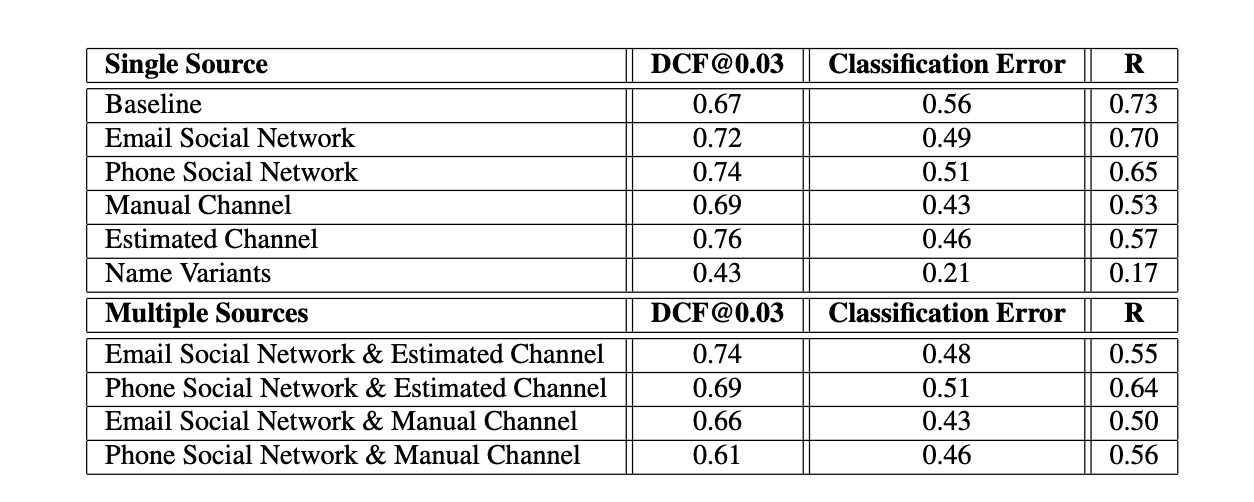 Single Source DCF@0.03 Classification Error R
Baseline 0.67 0.56 0.73
Email Social Network 0.72 0.49 0.70
Phone Social Network 0.74 0.51 0.65
Manual Channel 0.69 0.43 0.53
Estimated Channel 0.76 0.46 0.57
Name Variants 0.43 0.21 0.17
Multiple Sources DCF@0.03 Classification Error R
Email Social Network & Estimated Channel 0.74 0.48 0.55
Phone Social Network & Estimated Channel 0.69 0.51 0.64
Email Social Network & Manual Channel 0.66 0.43 0.50
Phone Social Network & Manual Channel 0.61 0.46 0.56